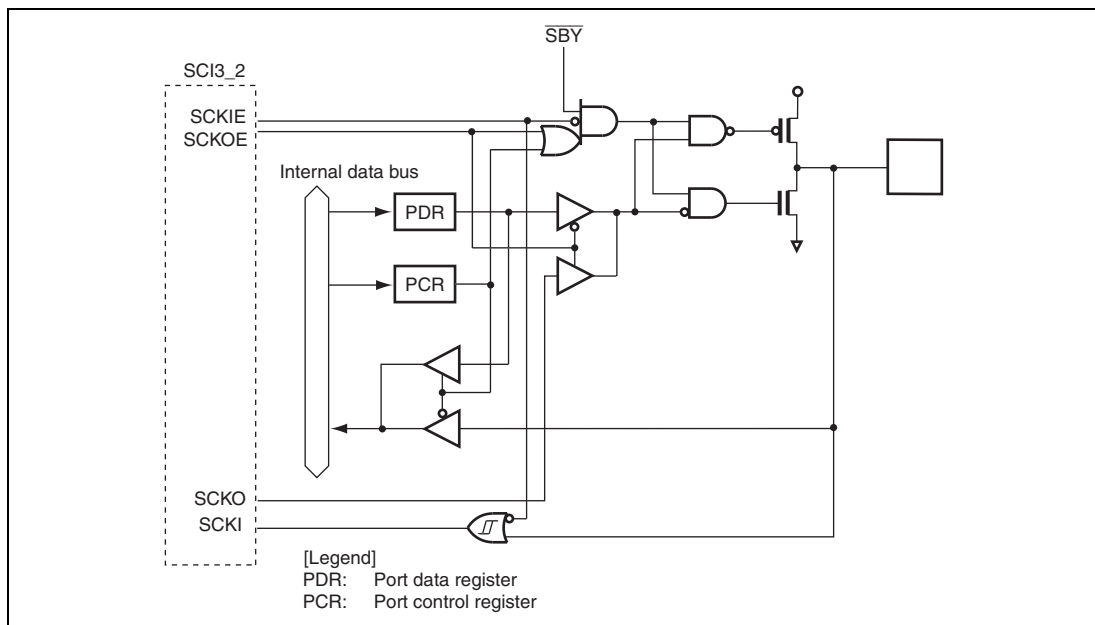 SBY
SCI3_2
SCKIE
SCKOE
Internal data bus
PDR
PCR
SCKO
SCKI
[Legend]
PDR: Port data register
PCR: Port control register